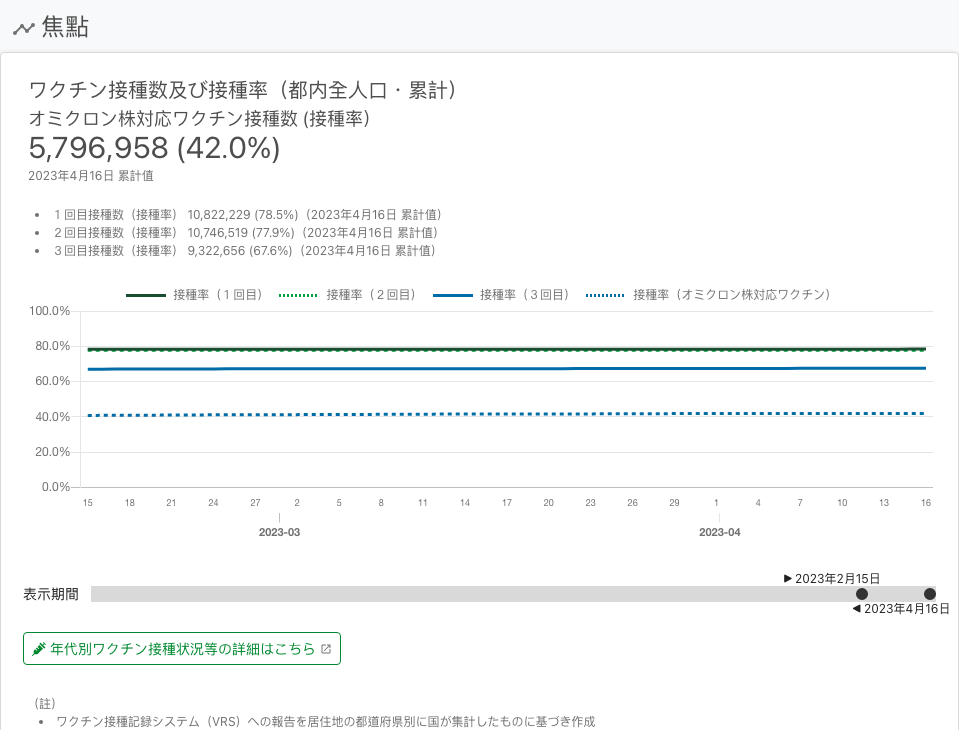 焦點
ワクチン接種数及び接種率（都内全人口・累計）
オミクロン株対応ワクチン接種数 (接種率)
5,796,958 (42.0%)
2023年4月16日 累計値
• １回目接種数（接種率） 10,822,229 (78.5%)（2023年4月16日 累計値）
• ２回目接種数（接種率） 10,746,519 (77.9%)（2023年4月16日 累計値）
• ３回目接種数（接種率） 9,322,656 (67.6%)（2023年4月16日 累計値）
接種率（１回目） 接種率（２回目） 接種率（３回目） 接種率（オミクロン株対応ワクチン）
100.0%
80.0%
60.0%
40.0%
20.0%
0.0%
15 18 21 24 27 2 5 8 11 14 17 20 23 26 29 1 4 7 10 13 16
2023-03 2023-04
▶ 2023年2月15日
表示期間
◀ 2023年4月16日
年代別ワクチン接種状況等の詳細はこちら
（註）
• ワクチン接種記録システム（VRS）への報告を居住地の都道府県別に国が集計したものに基づき作成